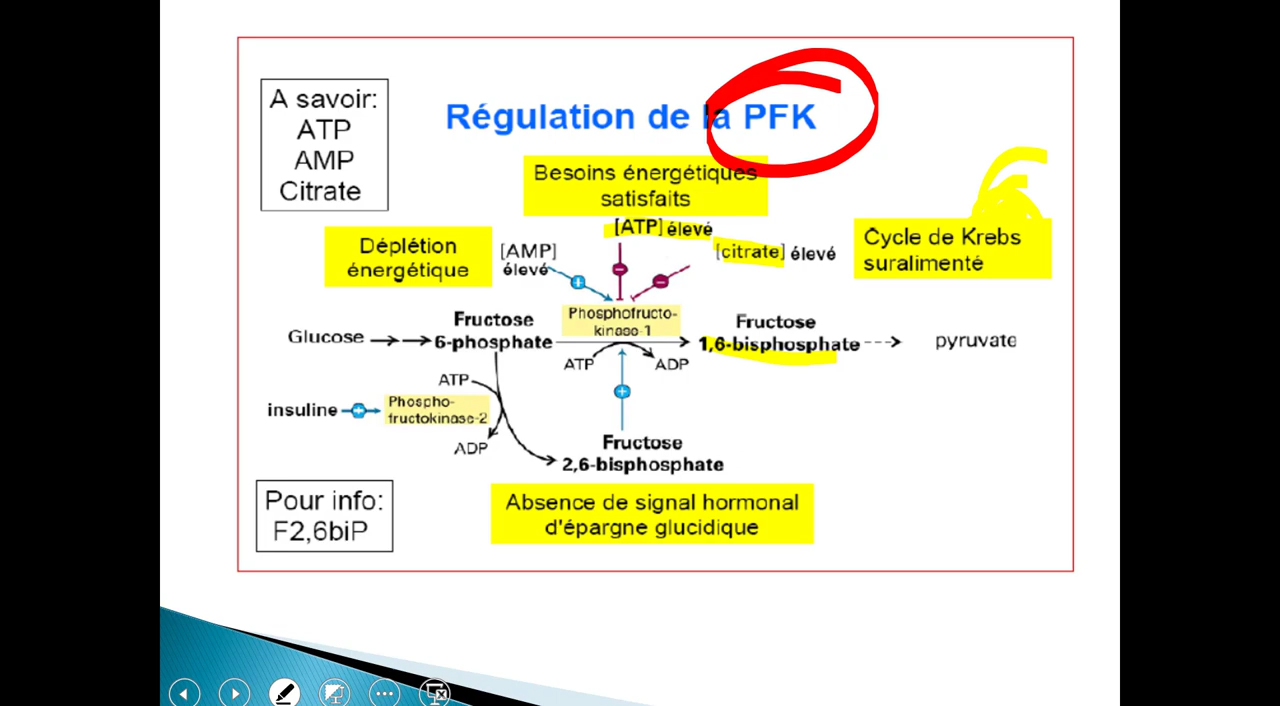 A savoir:
ATP
AMP
Citrate
Régulation de la PFK
Besoins énergétiques
satisfaits
[ATP] élevé
Déplétion
énergétique
[AMP]
élevé
[citrate] élevé
Cycle de Krebs
suralimenté
Phosphofructo-
kinase-1
Glucose
Fructose
6-phosphate
Fructose
1,6-bisphosphate
pyruvate
ATP
ADP
ATP
insuline
Phospho-
fructokinase-2
ADP
Fructose
2,6-bisphosphate
Pour info:
F2,6biP
Absence de signal hormonal
d'épargne glucidique